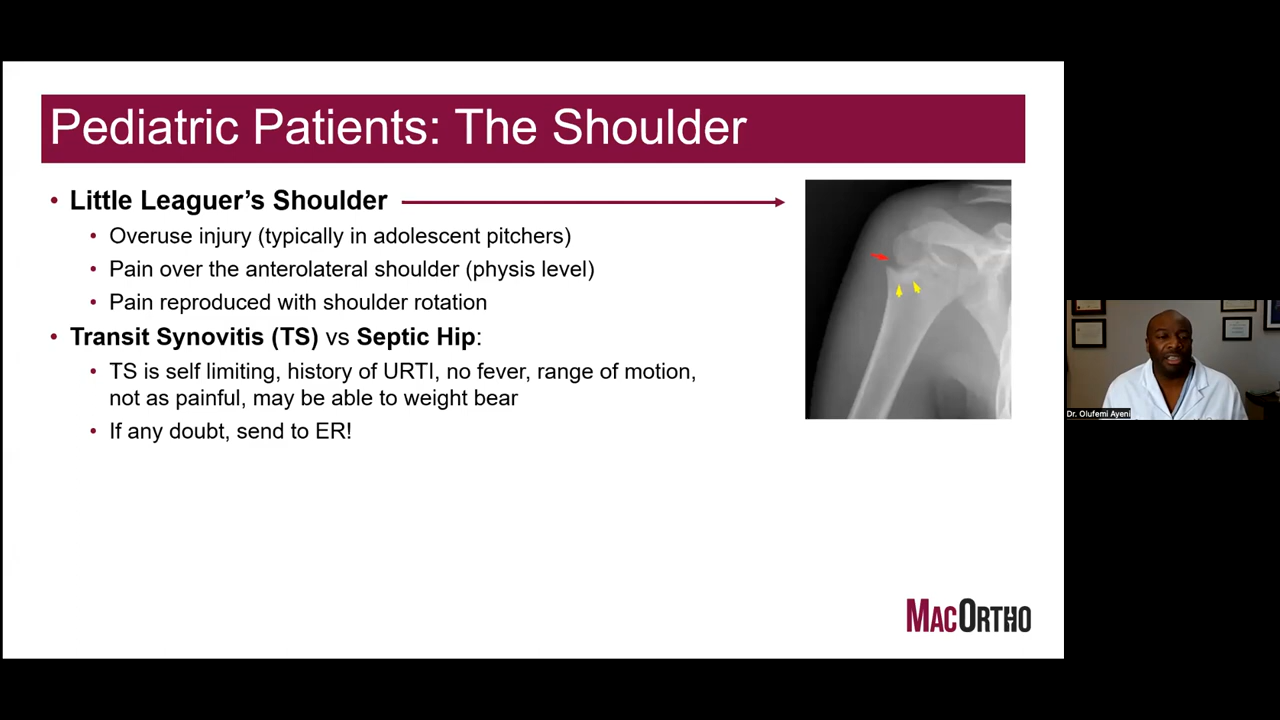 Pediatric Patients: The Shoulder
• Little Leaguer’s Shoulder
• Overuse injury (typically in adolescent pitchers)
• Pain over the anterolateral shoulder (physis level)
• Pain reproduced with shoulder rotation
• Transit Synovitis (TS) vs Septic Hip:
• TS is self limiting, history of URTI, no fever, range of motion,
not as painful, may be able to weight bear
• If any doubt, send to ER!
Dr. Olufemi Ayeni
MACORTHO